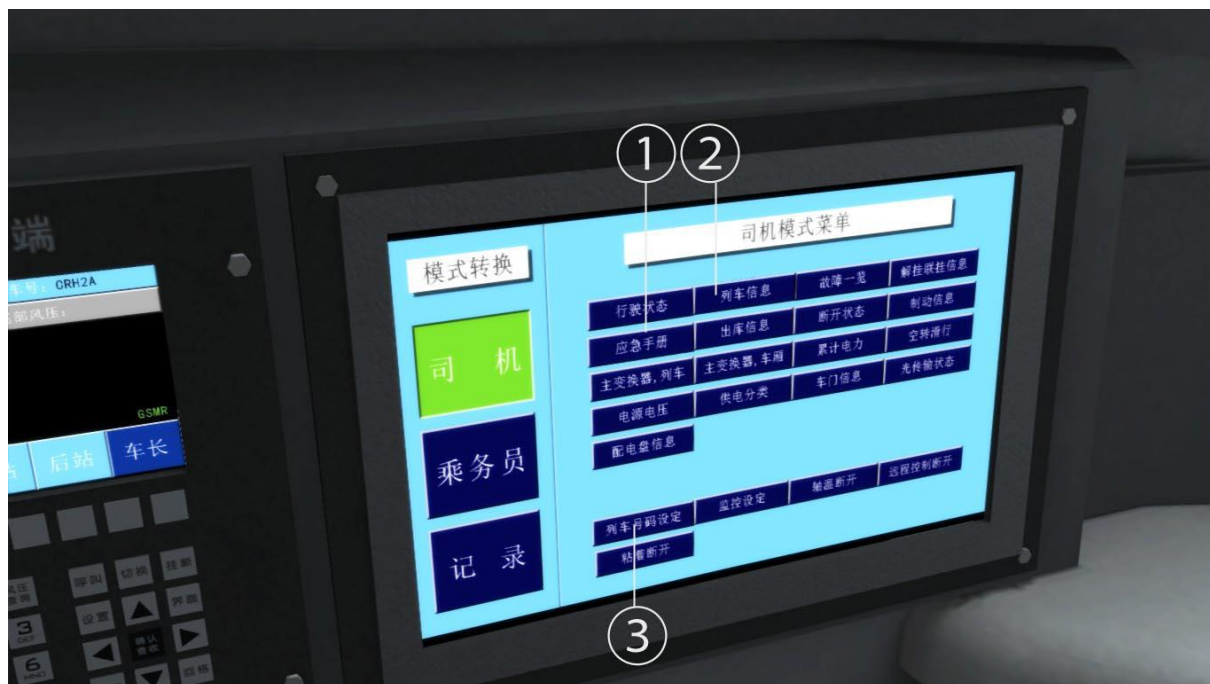 ①②
端
车号：CRH2A
部风压：
GSMR
后站 车长
呼叫 切换 挂断
设置 界面
3
DEF
确认
查收
6
MNO
模式转换
司机
乘务员
记录
司机模式菜单
行驶状态 列车信息 故障一览 解挂联挂信息
应急手册 出库信息 断开状态 制动信息
主变换器,列车 主变换器,车厢 累计电力 空转滑行
电源电压 供电分类 车门信息 光传输状态
配电盘信息
列车号码设定 监控设定 轴温断开 远程控制断开
粘着断开
③